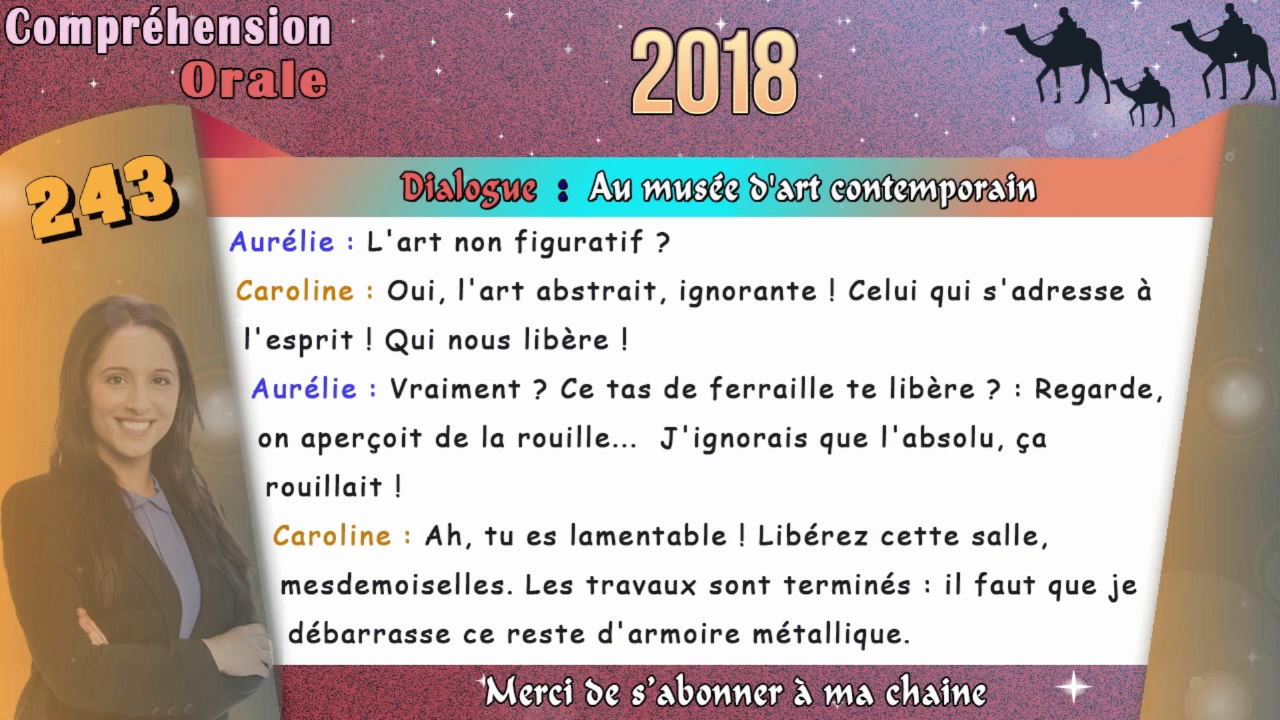 Compréhension
Orale
2018
243
Dialogue : Au musée d'art contemporain
Aurélie : L'art non figuratif ?
Caroline : Oui, l'art abstrait, ignorante ! Celui qui s'adresse à
l'esprit ! Qui nous libère !
Aurélie : Vraiment ? Ce tas de ferraille te libère ? : Regarde,
on aperçoit de la rouille... J'ignorais que l'absolu, ça
rouillait !
Caroline : Ah, tu es lamentable ! Libérez cette salle,
mesdemoiselles. Les travaux sont terminés : il faut que je
débarrasse ce reste d'armoire métallique.
Merci de s'abonner à ma chaine